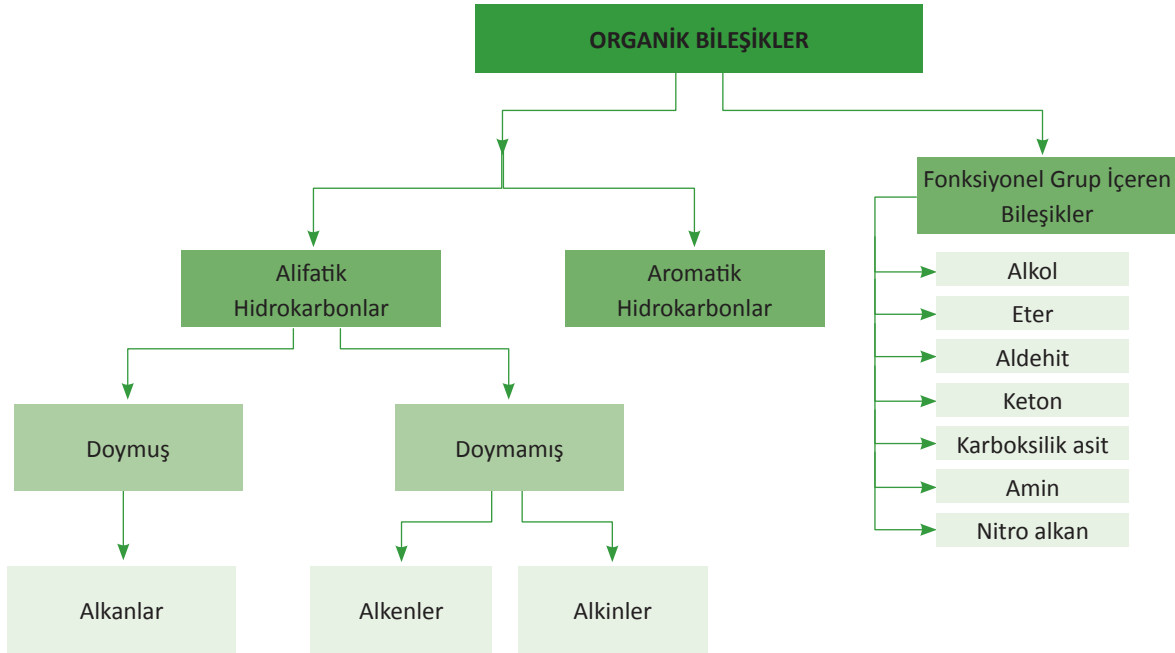 ORGANİK BİLEŞİKLER
Fonksiyonel Grup İçeren
Bileşikler
Alifatik
Hidrokarbonlar
Aromatik
Hidrokarbonlar
Alkol
Eter
Aldehit
Keton
Karboksilik asit
Amin
Nitro alkan
Doymuş
Doymamış
Alkanlar
Alkenler
Alkinler